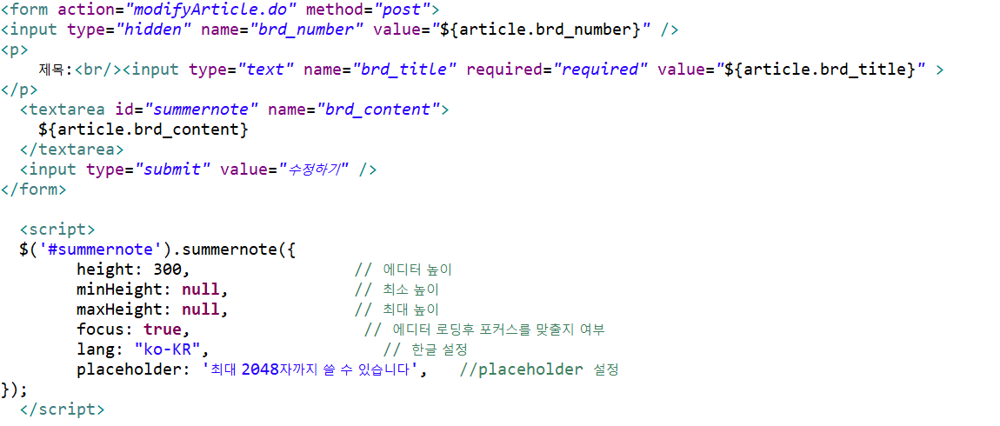 <form action="modifyArticle.do" method="post">
<input type="hidden" name="brd_number" value="${article.brd_number}" />
<p>
    제목:<br/><input type="text" name="brd_title" required="required" value="${article.brd_title}" >
</p>
  <textarea id="summernote" name="brd_content">
    ${article.brd_content}
  </textarea>
  <input type="submit" value="수정하기" />
</form>

  <script>
  $('#summernote').summernote({
        height: 300,                 // 에디터 높이
        minHeight: null,             // 최소 높이
        maxHeight: null,             // 최대 높이
        focus: true,                  // 에디터 로딩후 포커스를 맞출지 여부
        lang: "ko-KR",                  // 한글 설정
        placeholder: '최대 2048자까지 쓸 수 있습니다',   //placeholder 설정
});
  </script>